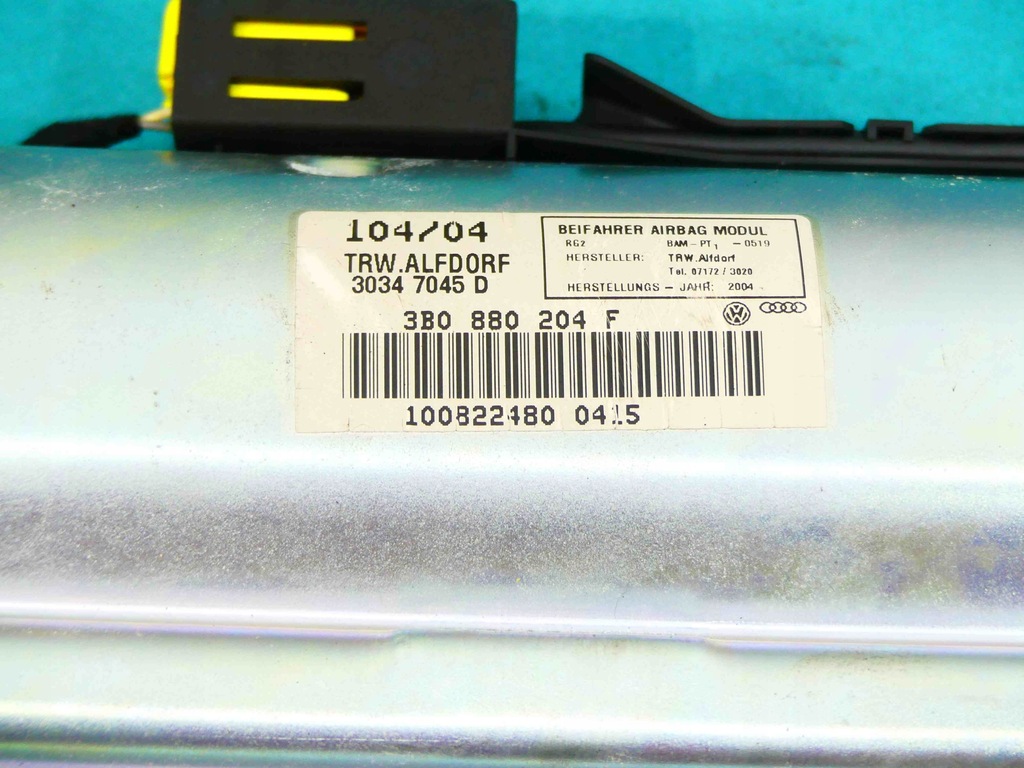 104/04
TRW.ALFDORF
3034 7045 D
BEIFAHRER AIRBAG MODUL
RG2 BAM-PT1 -0519
HERSTELLER: TRW.Alfdorf
Tel. 07172 / 3020
HERSTELLUNGS - JAHR: 2004
3B0 880 204 F
100822480 0415